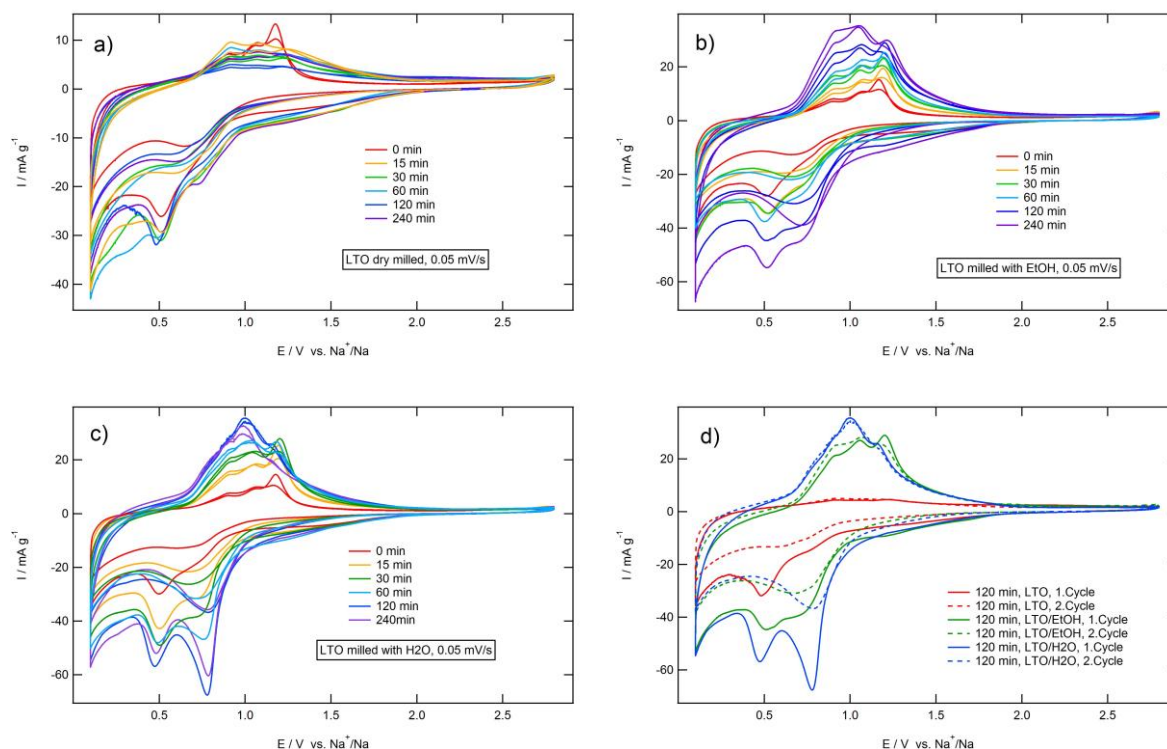 a)
10
0
-10
-20
-30
-40
I / mA g⁻¹
0 min
15 min
30 min
60 min
120 min
240 min
LTO dry milled, 0.05 mV/s
0.5 1.0 1.5 2.0 2.5
E / V vs. Na⁺/Na
b)
20
0
-20
-40
-60
I / mA g⁻¹
0 min
15 min
30 min
60 min
120 min
240 min
LTO milled with EtOH, 0.05 mV/s
0.5 1.0 1.5 2.0 2.5
E / V vs. Na⁺/Na
c)
20
0
-20
-40
-60
I / mA g⁻¹
0 min
15 min
30 min
60 min
120 min
240min
LTO milled with H2O, 0.05 mV/s
0.5 1.0 1.5 2.0 2.5
E / V vs. Na⁺/Na
d)
20
0
-20
-40
-60
I / mA g⁻¹
120 min, LTO, 1.Cycle
120 min, LTO, 2.Cycle
120 min, LTO/EtOH, 1.Cycle
120 min, LTO/EtOH, 2.Cycle
120 min, LTO/H2O, 1.Cycle
120 min, LTO/H2O, 2.Cycle
0.5 1.0 1.5 2.0 2.5
E / V vs. Na⁺/Na